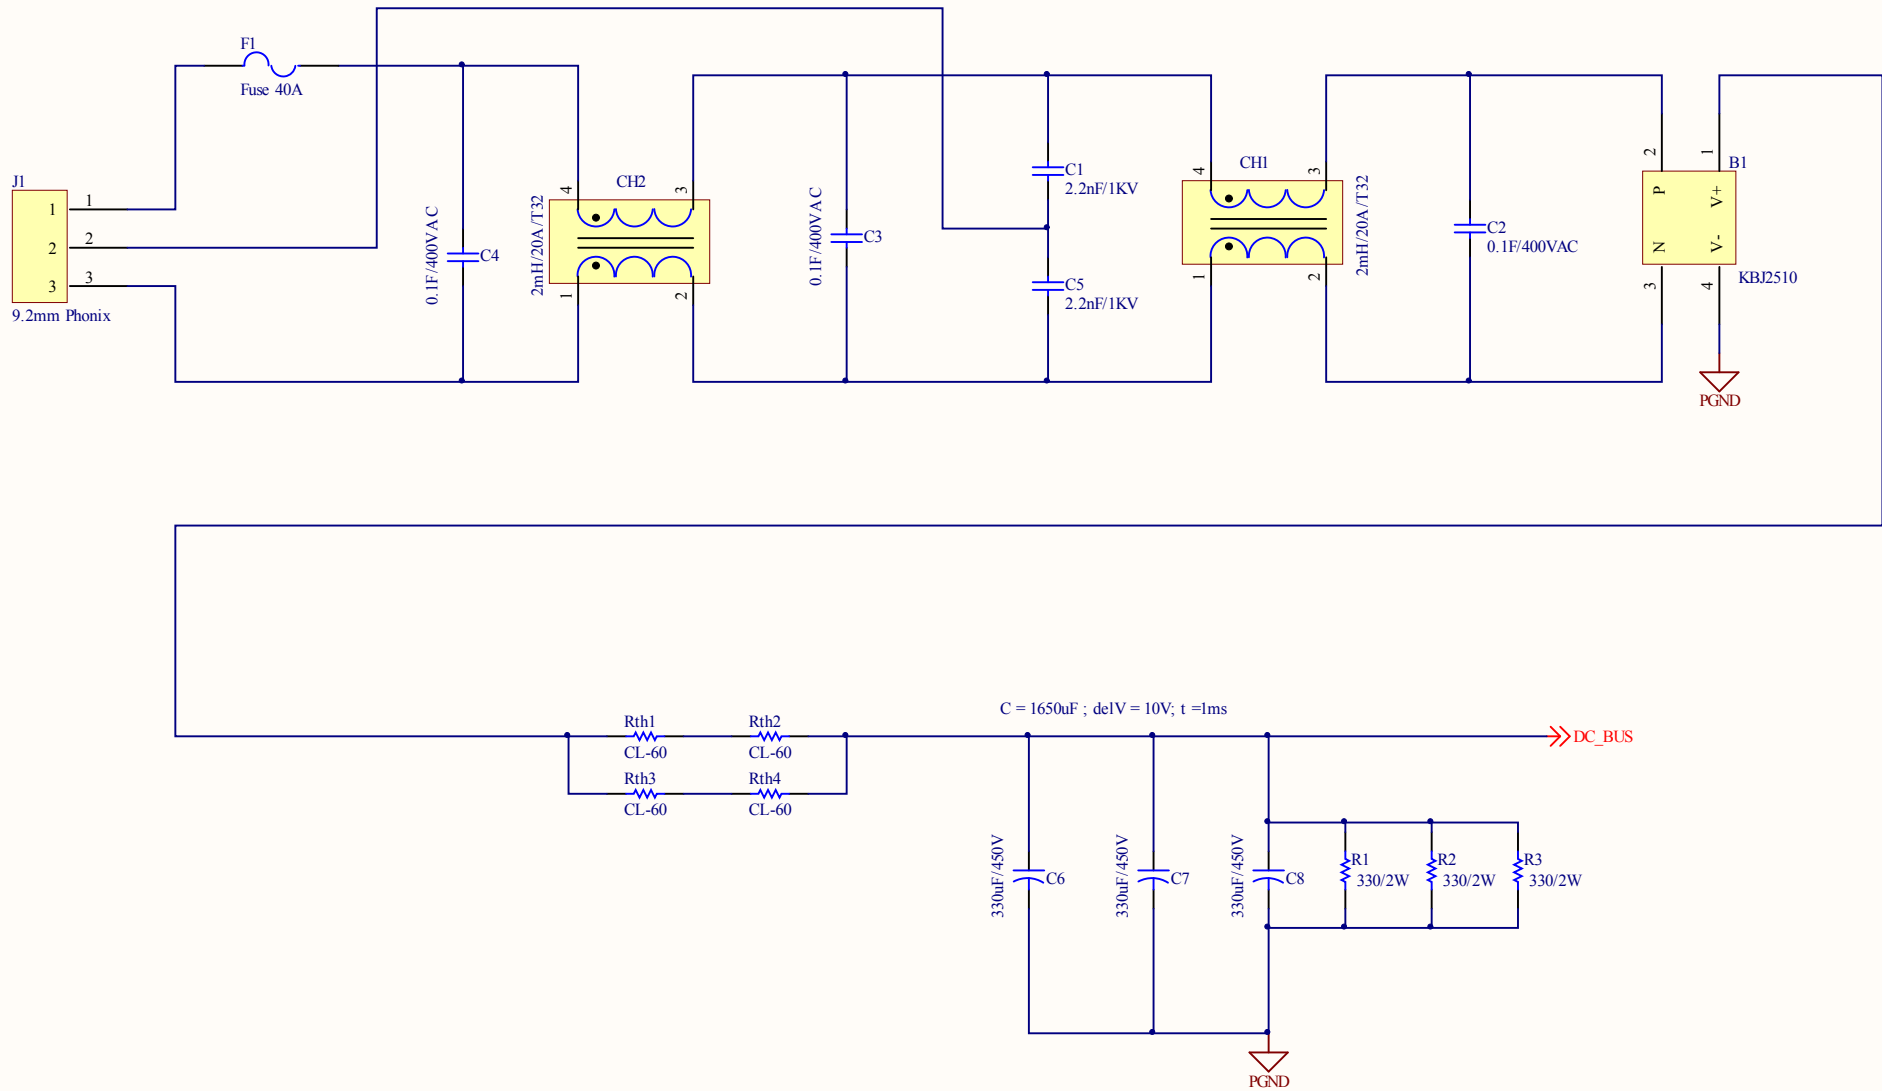 F1
Fuse 40A
J1
1
2
3
1
2
3
9.2mm Phonix
0.1F/400VAC
C4
CH2
2mH/20A/T32
4
3
1
2
0.1F/400VAC
C3
C1
2.2nF/1KV
C5
2.2nF/1KV
CH1
4
3
1
2
2mH/20A/T32
C2
0.1F/400VAC
2
1
B1
P
V+
N
V-
3
4
KBJ2510
PGND
Rth1
CL-60
Rth2
CL-60
Rth3
CL-60
Rth4
CL-60
C = 1650uF ; delV = 10V; t =1ms
DC_BUS
330uF/450V
C6
330uF/450V
C7
330uF/450V
C8
R1
330/2W
R2
330/2W
R3
330/2W
PGND